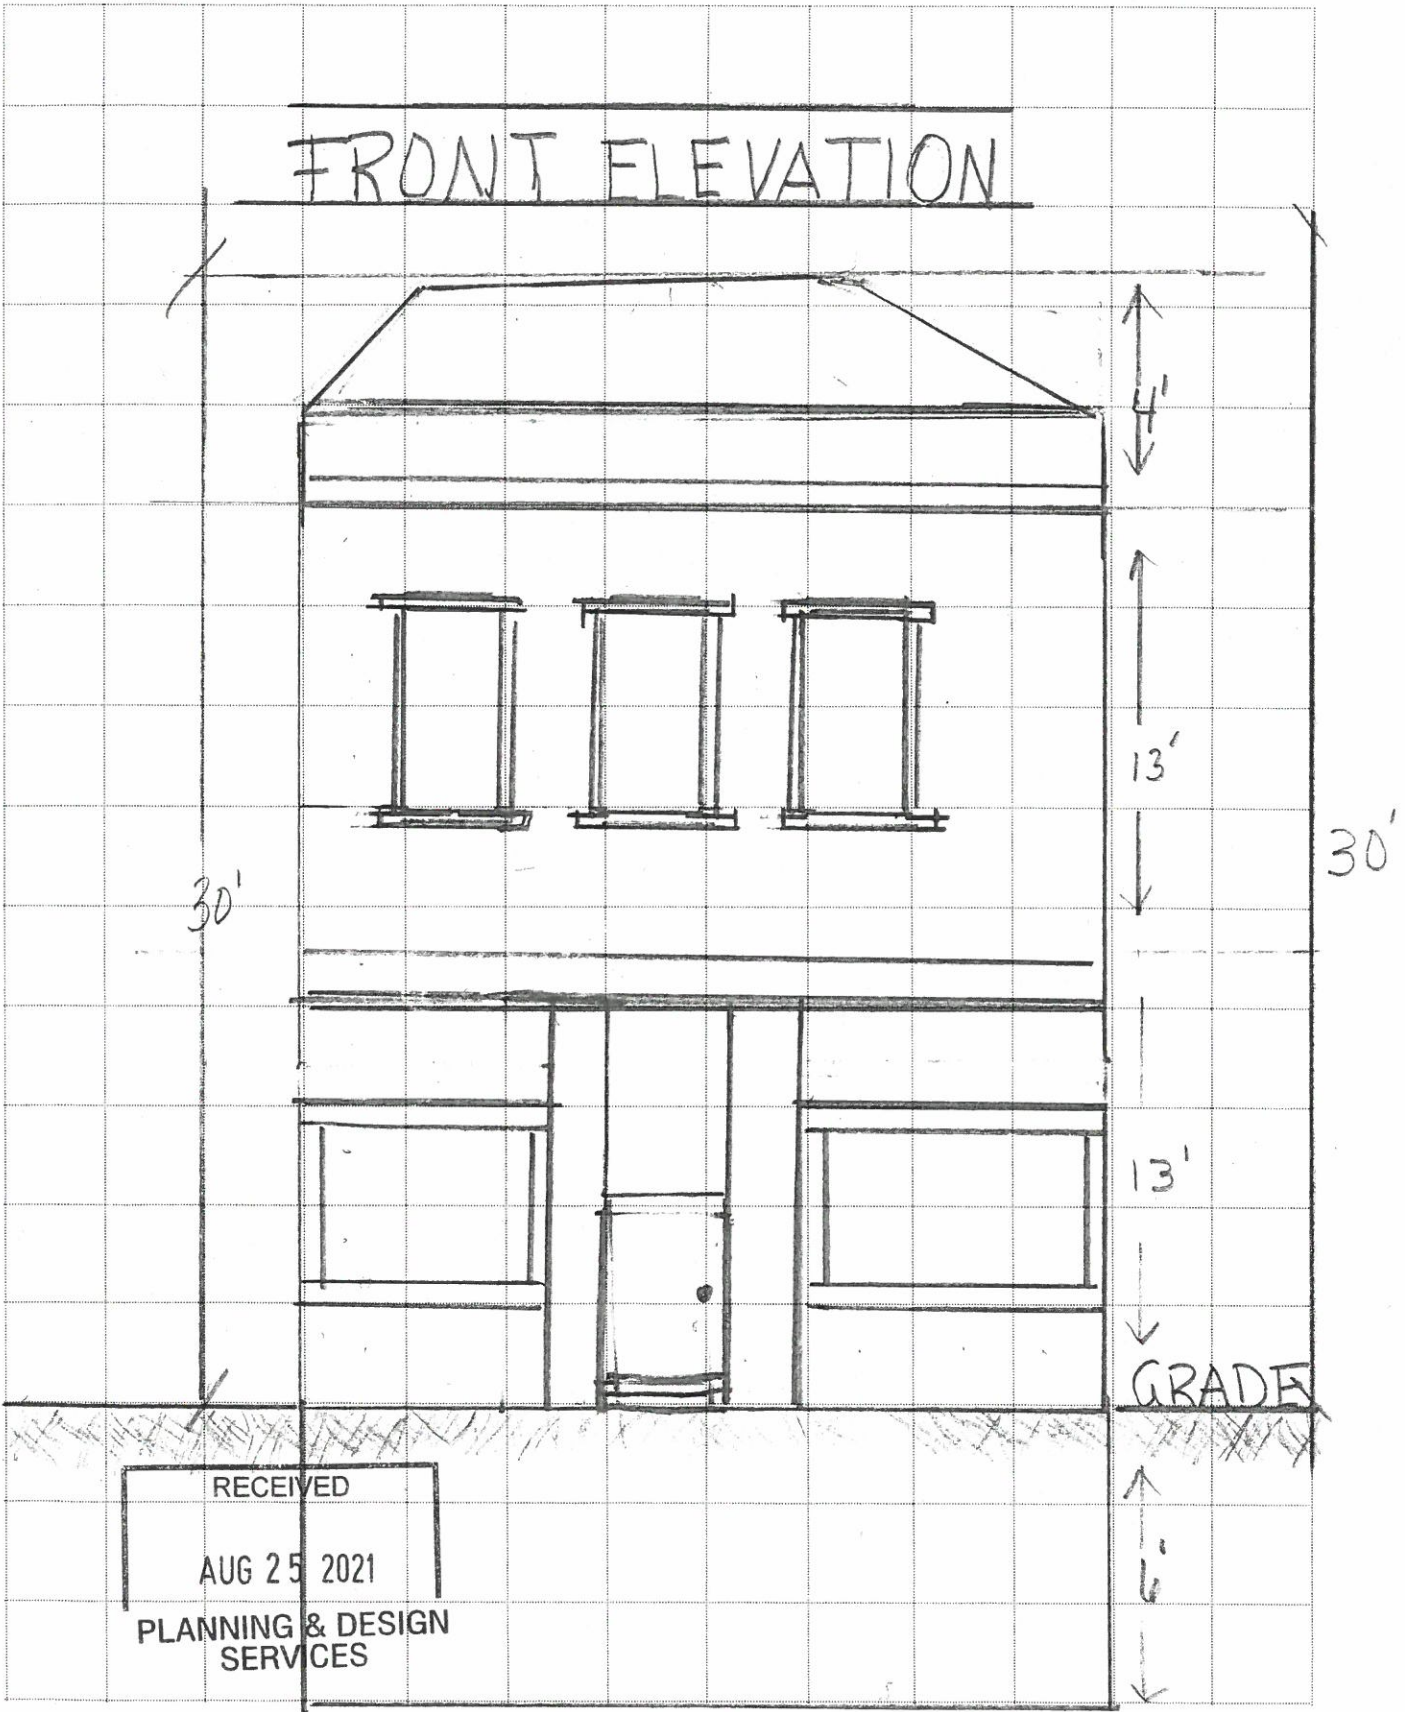 FRONT ELEVATION
4'
13'
30'
30'
13'
GRADE
RECEIVED
AUG 25 2021
6'
PLANNING & DESIGN
SERVICES